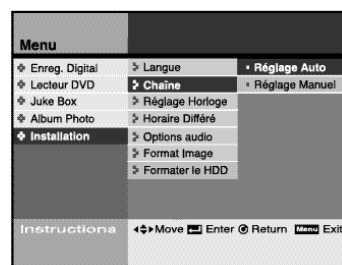 Menu
Enreg. Digital
Lecteur DVD
Juke Box
Album Photo
Installation
Langue
Chaîne
Réglage Horloge
Horaire Différé
Options audio
Format Image
Formater le HDD
Réglage Auto
Réglage Manuel
Instructions
Move Enter Return Menu Exit